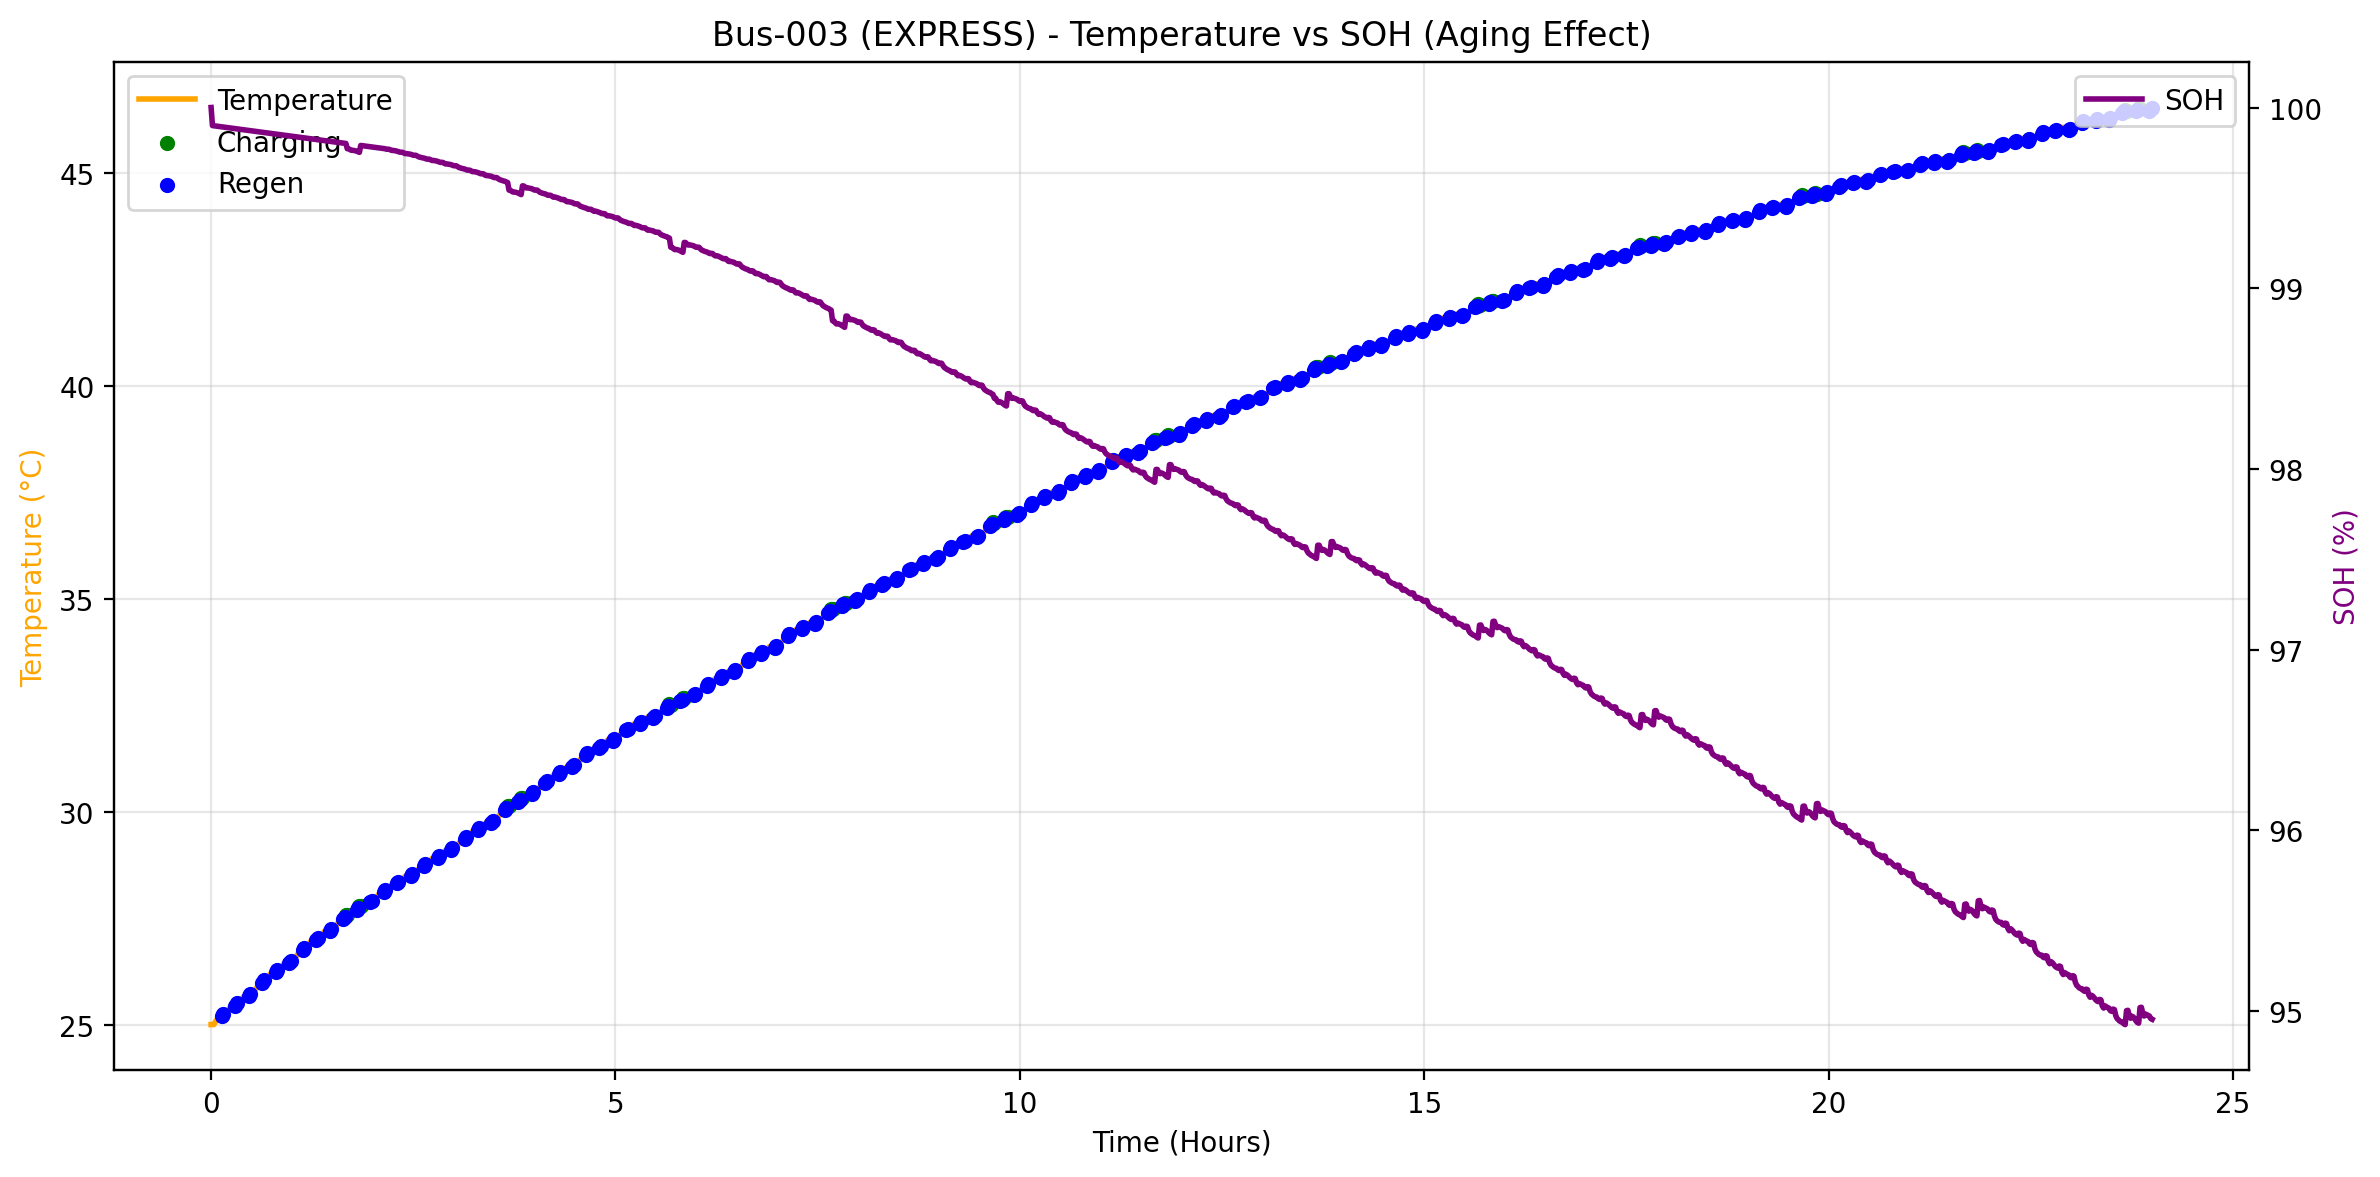 Bus-003 (EXPRESS) - Temperature vs SOH (Aging Effect)
Temperature
Charging
Regen
SOH
Temperature (°C)
45
40
35
30
25
100
99
98
97
96
95
SOH (%)
0 5 10 15 20 25
Time (Hours)